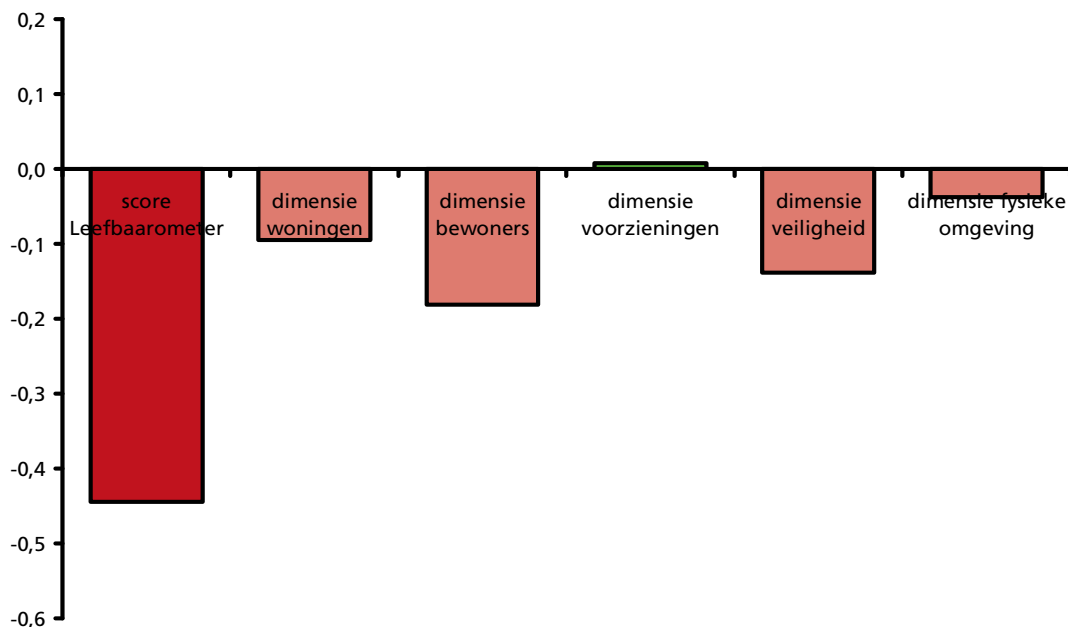 0,2
0,1
0,0
score
Leefbaarometer
dimensie
woningen
dimensie
bewoners
dimensie
voorzieningen
dimensie
veiligheid
dimensie fysieke
omgeving
-0,1
-0,2
-0,3
-0,4
-0,5
-0,6